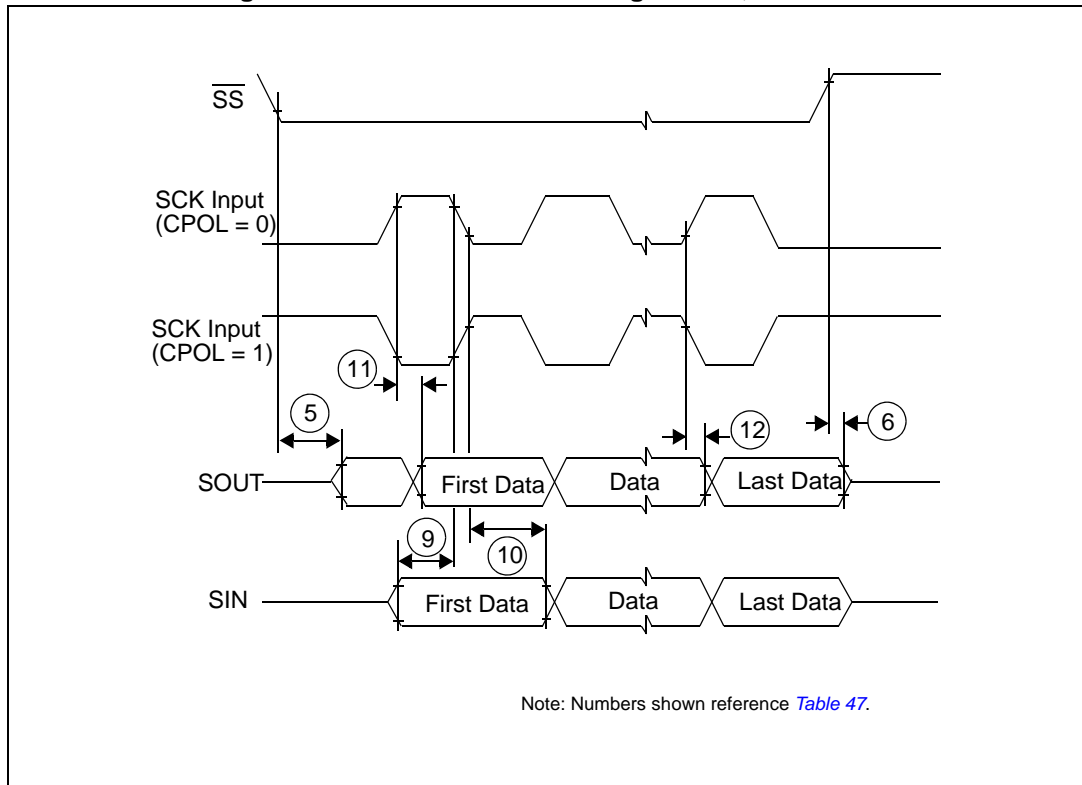 SS
SCK Input
(CPOL = 0)
SCK Input
(CPOL = 1)
11
5
12
6
SOUT
First Data
Data
Last Data
9
10
SIN
First Data
Data
Last Data
Note: Numbers shown reference Table 47.